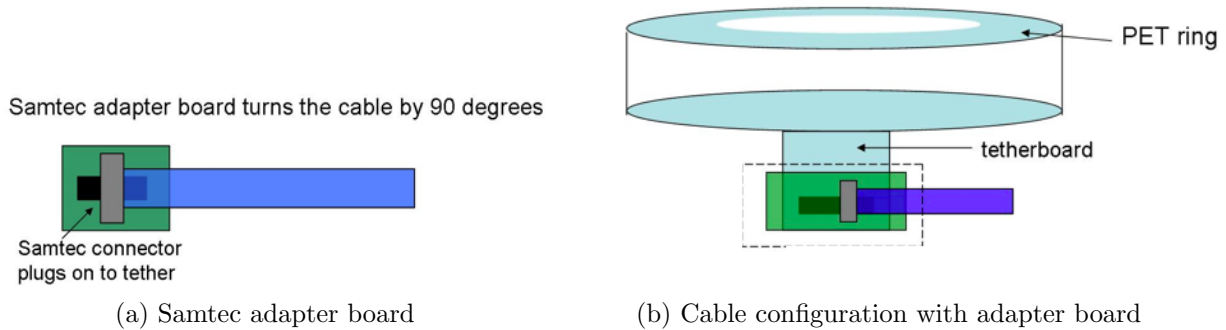 Samtec adapter board turns the cable by 90 degrees
Samtec connector
plugs on to tether
(a) Samtec adapter board
PET ring
tetherboard
(b) Cable configuration with adapter board